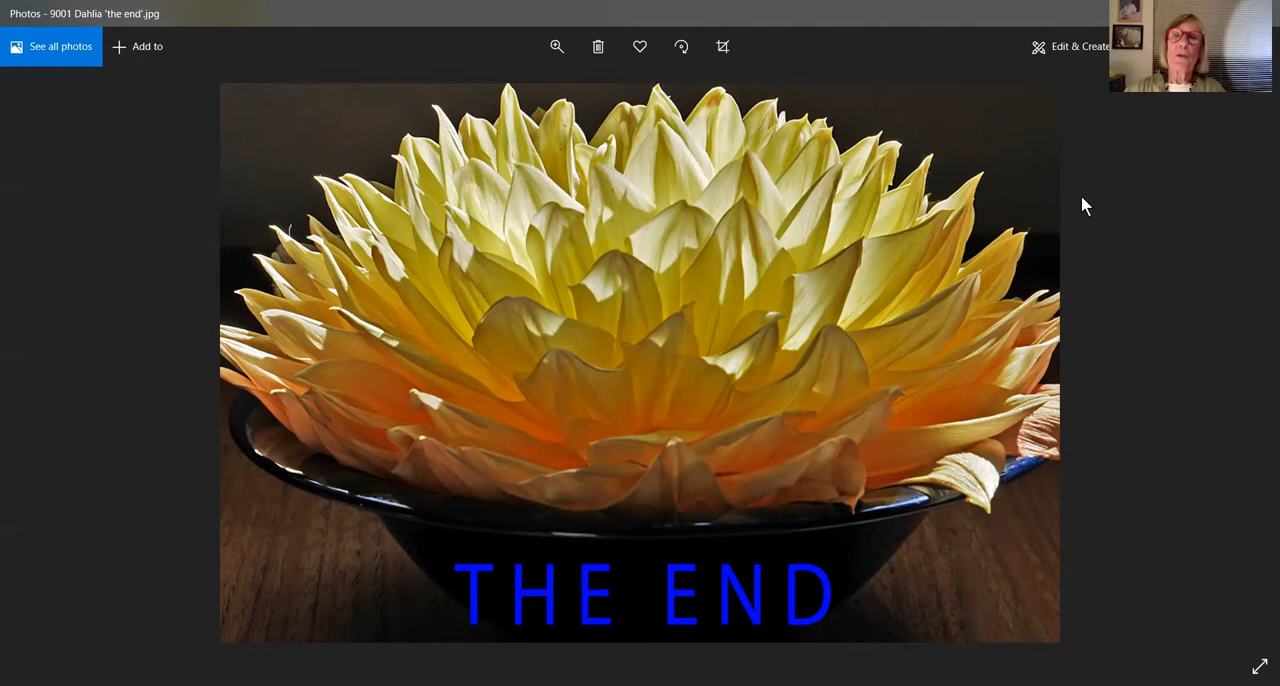 Photos - 9001 Dahlia 'the end'.jpg
See all photos
Add to
Edit & Create
THE END